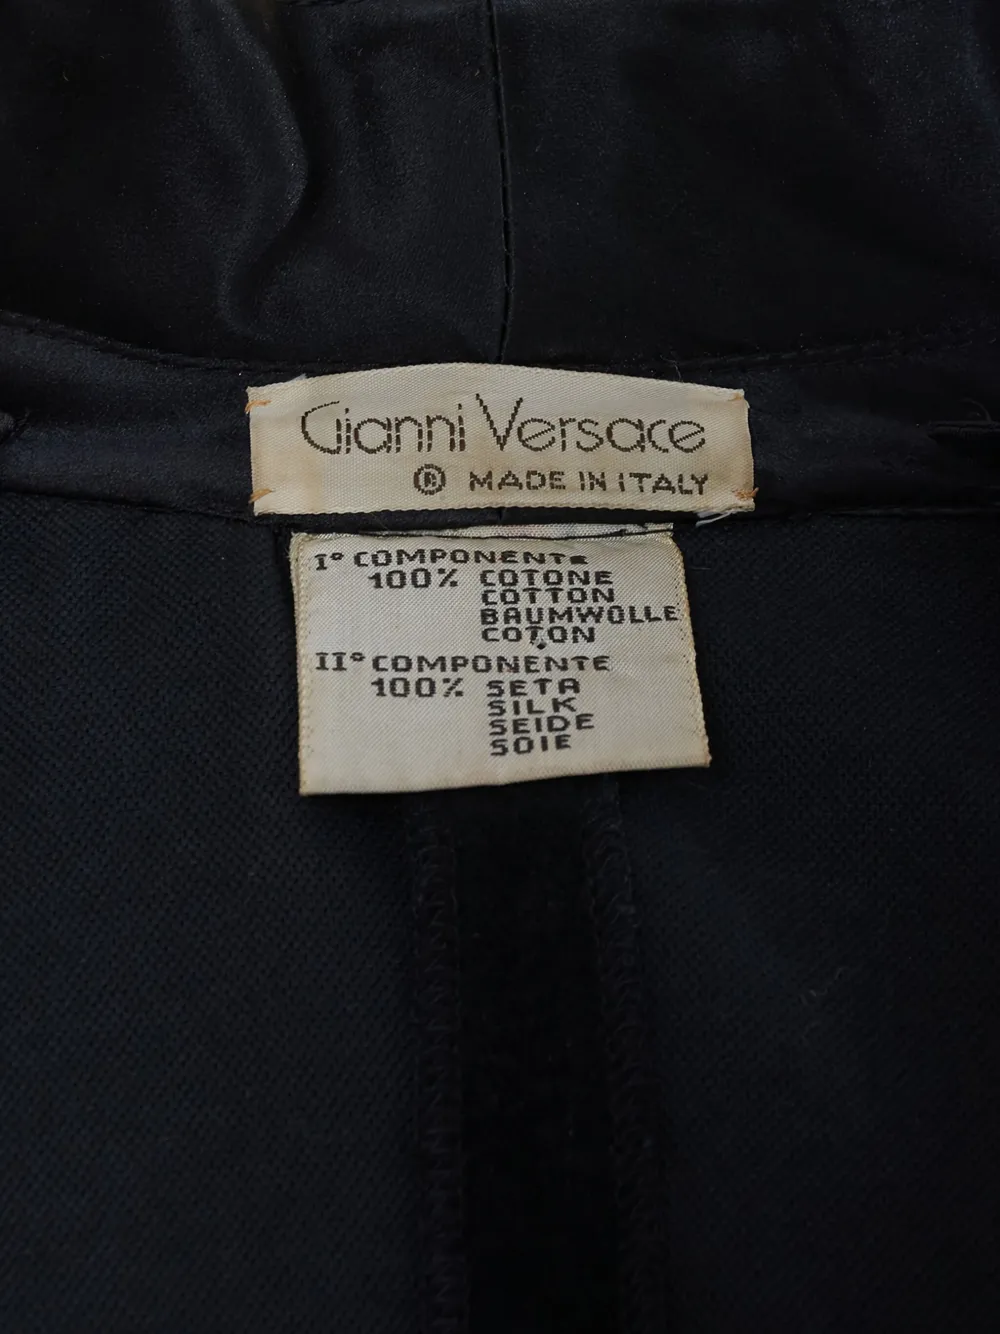 Gianni Versace
® MADE IN ITALY
I° COMPONENTE
100% COTONE
COTTON
BAUMWOLLE
COTON
II° COMPONENTE
100% SETA
SILK
SEIDE
SOIE